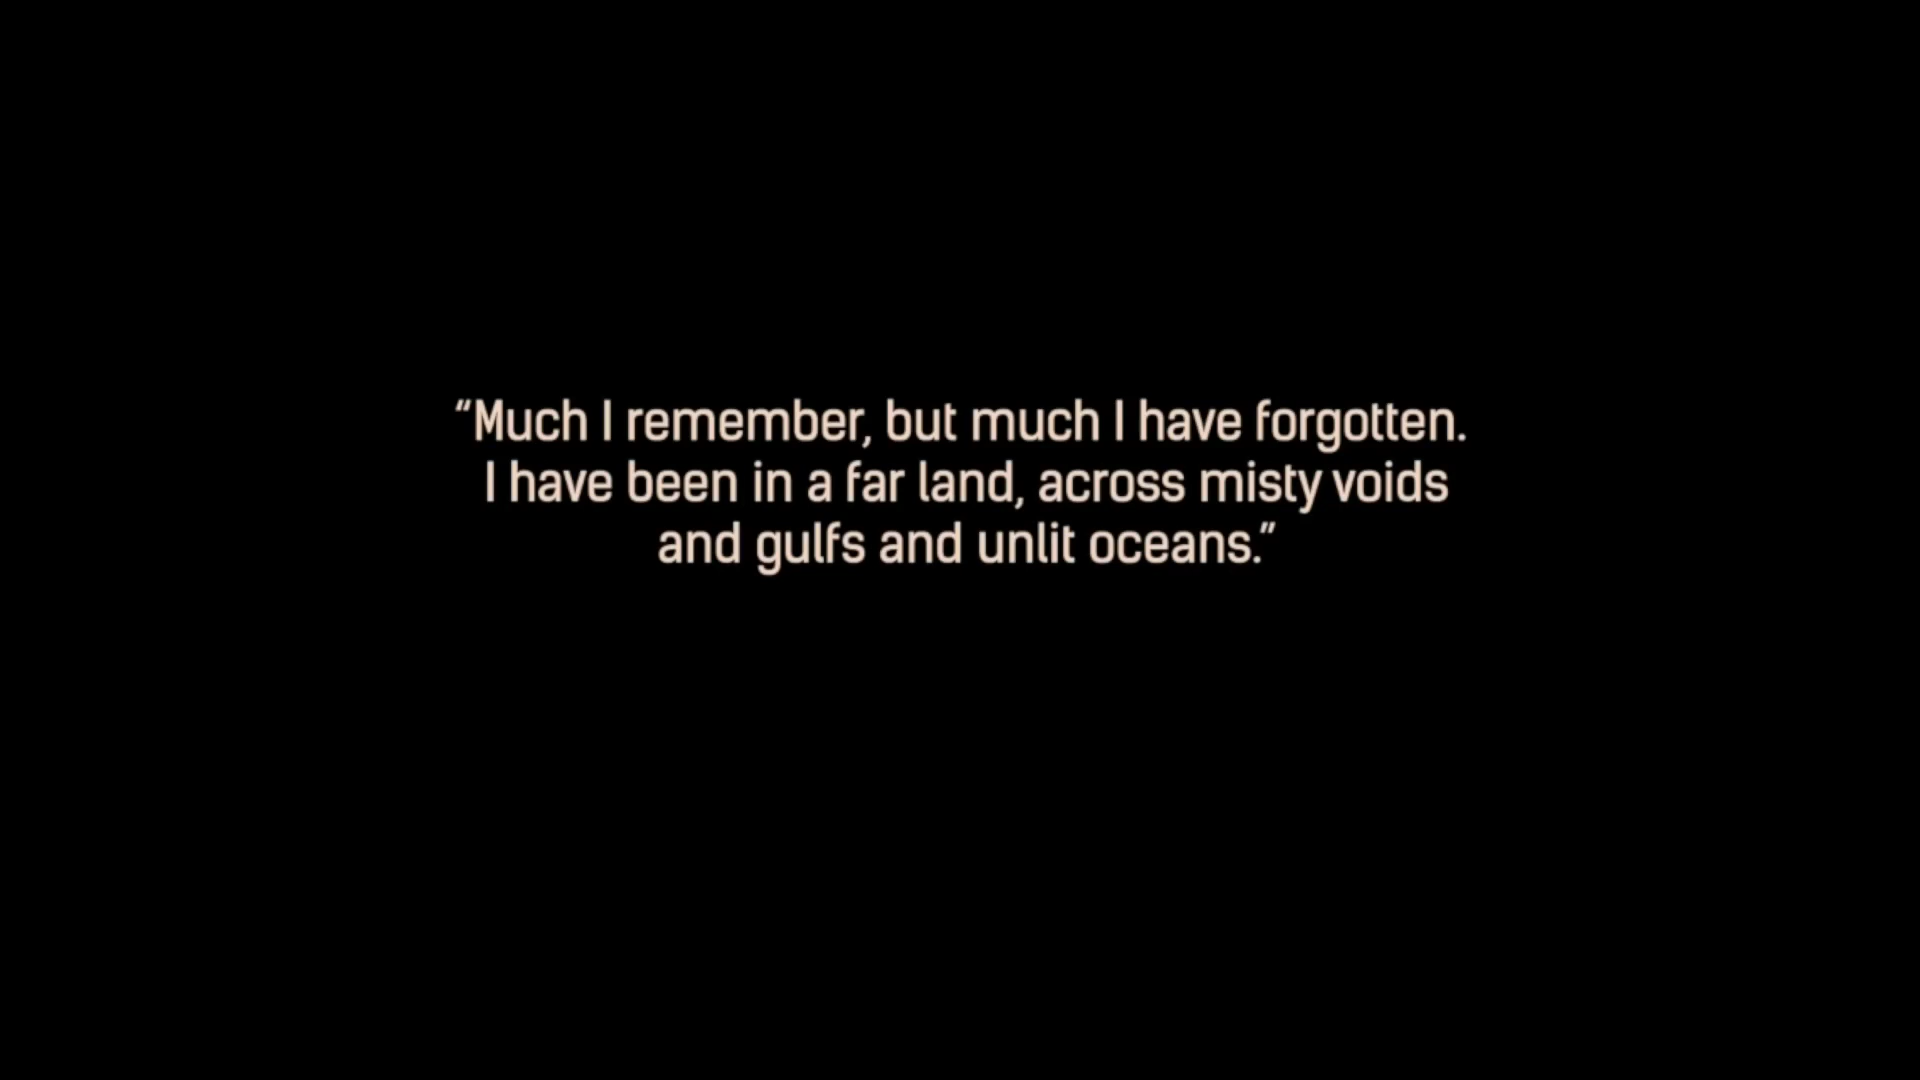 “Much I remember, but much I have forgotten.
I have been in a far land, across misty voids
and gulfs and unlit oceans.”